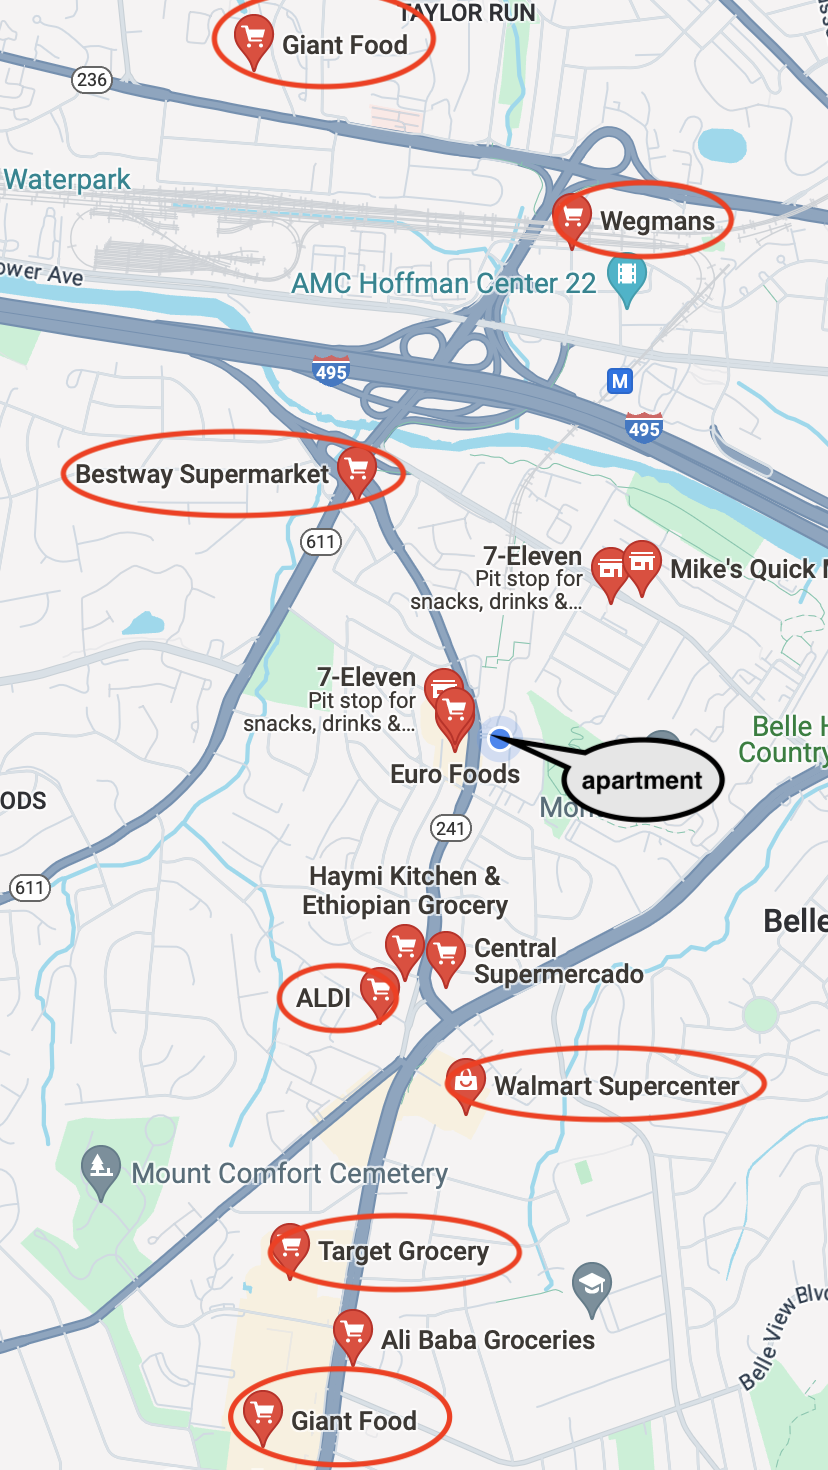 TAYLOR RUN
Giant Food
236
Waterpark
Wegmans
ower Ave
AMC Hoffman Center 22
495
M
495
Bestway Supermarket
611
7-Eleven
Pit stop for
snacks, drinks &...
Mike's Quick M
7-Eleven
Pit stop for
snacks, drinks &...
Belle H
Country
Euro Foods
apartment
ODS
Mon
241
611
Haymi Kitchen &
Ethiopian Grocery
Belle
Central
Supermercado
ALDI
Walmart Supercenter
Mount Comfort Cemetery
Target Grocery
Ali Baba Groceries
Belle View Blvd
Giant Food